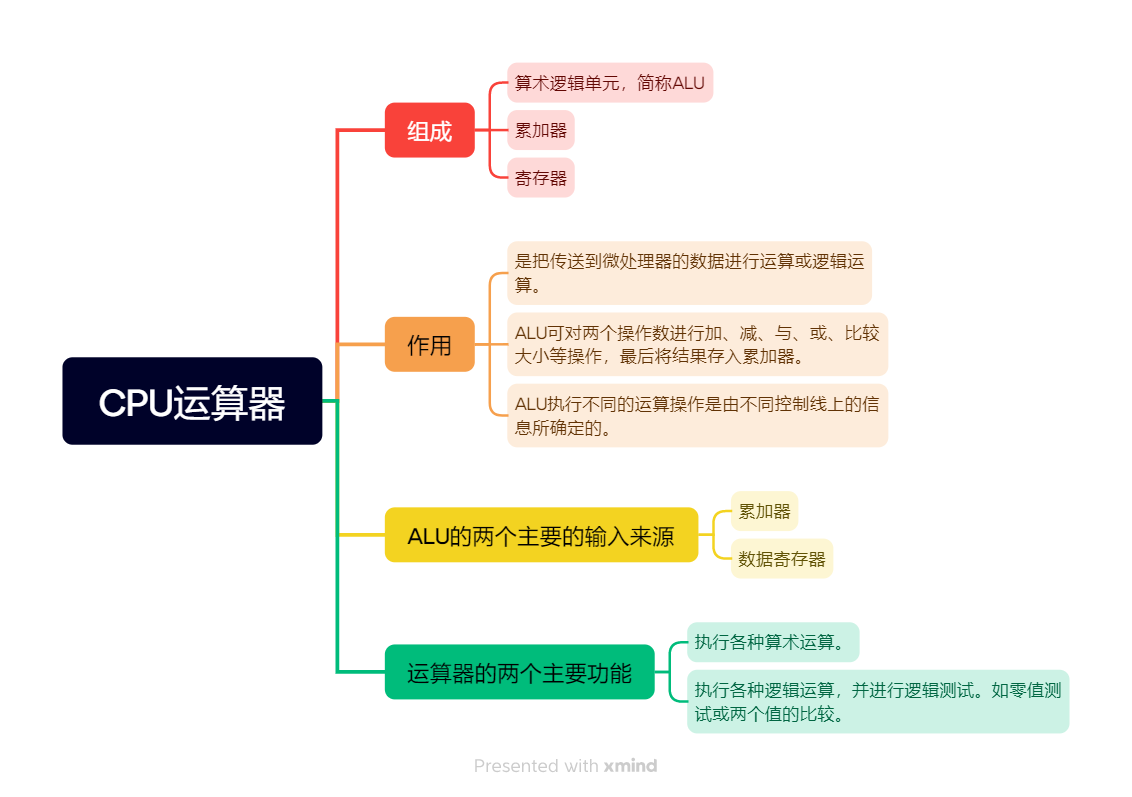 CPU运算器
组成
算术逻辑单元，简称ALU
累加器
寄存器
作用
是把传送到微处理器的数据进行运算或逻辑运
算。
ALU可对两个操作数进行加、减、与、或、比较
大小等操作，最后将结果存入累加器。
ALU执行不同的运算操作是由不同控制线上的信
息所确定的。
ALU的两个主要的输入来源
累加器
数据寄存器
运算器的两个主要功能
执行各种算术运算。
执行各种逻辑运算，并进行逻辑测试。如零值测
试或两个值的比较。
Presented with xmind